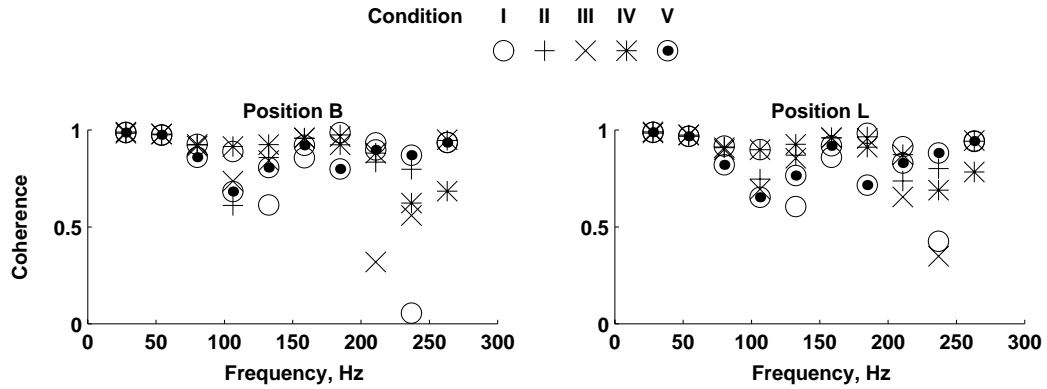 Condition I II III IV V
Position B
Position L
Coherence
1
0.5
0
0 50 100 150 200 250 300
Frequency, Hz
1
0.5
0
0 50 100 150 200 250 300
Frequency, Hz